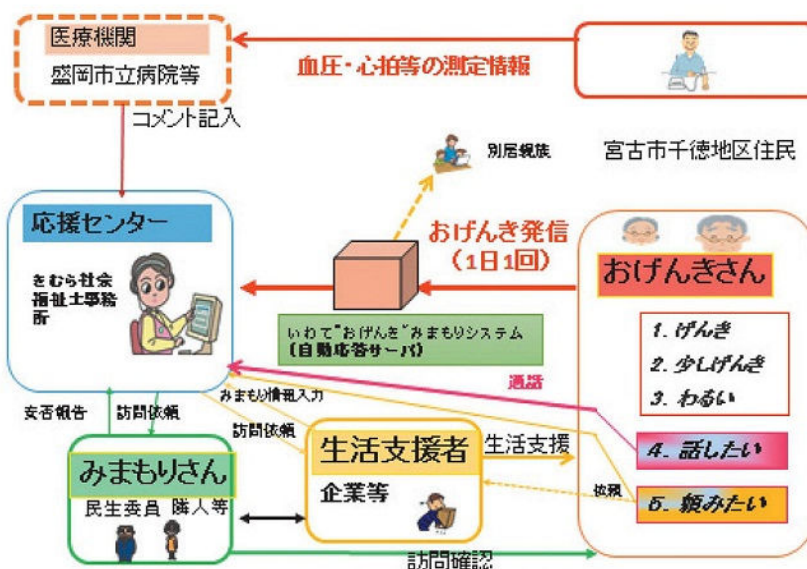 医療機関
盛岡市立病院等
血圧・心拍等の測定情報
コメント記入
別居親族
宮古市千徳地区住民
応援センター
きむら社会
福祉士事務
所
おげんき発信
(1日1回)
おげんきさん
いわて"おげんき"みまもりシステム
(自動応答サーバ)
1. げんき
2. 少しげんき
3. わるい
通話
4. 話したい
安否報告
訪問依頼
みまもり情報入力
訪問依頼
依頼
5. 頼みたい
みまもりさん
民生委員 隣人等
生活支援者
企業等
生活支援
訪問確認